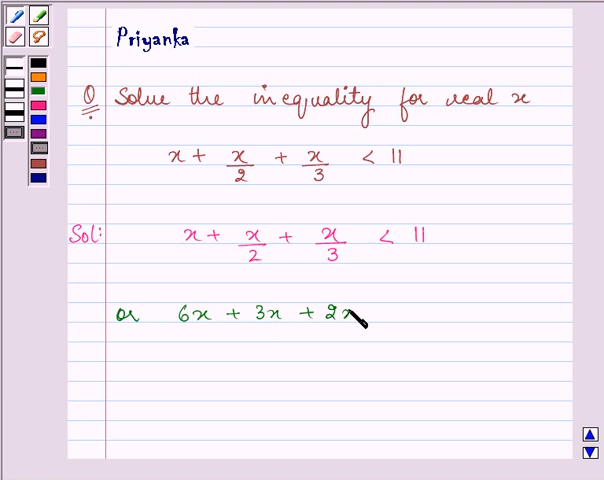 Priyanka
Q Solve the inequality for real x
x + x/2 + x/3 < 11
Sol: x + x/2 + x/3 < 11
or 6x + 3x + 2x